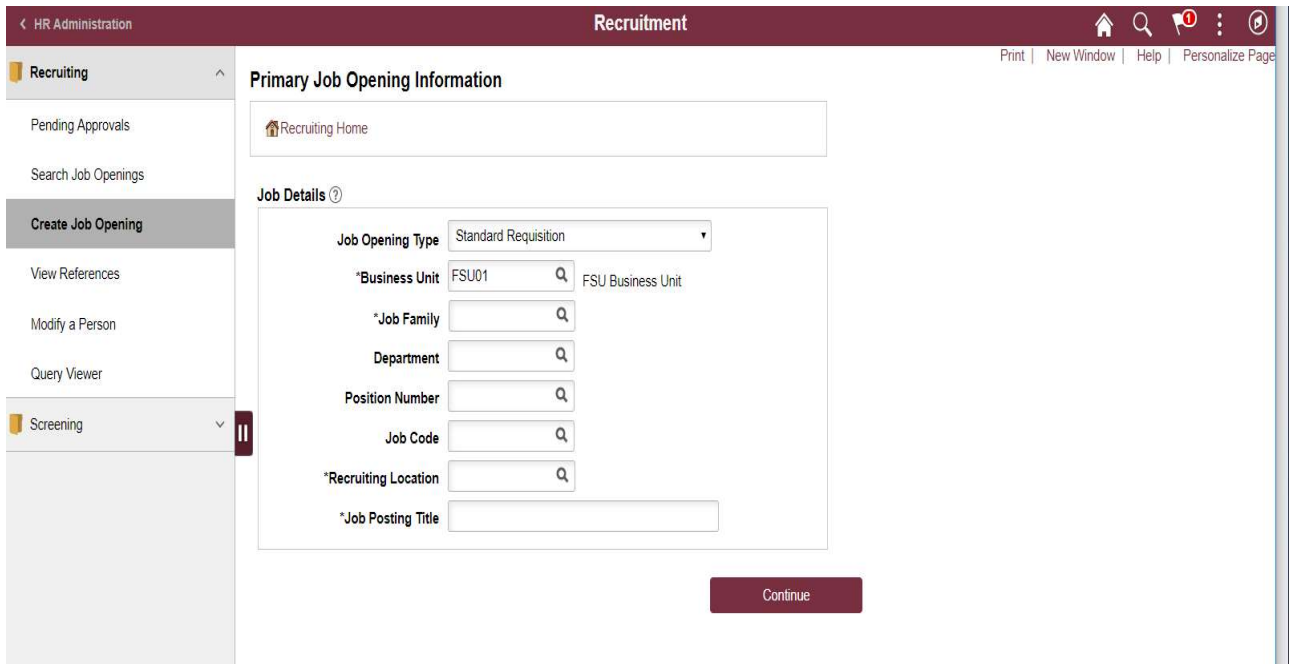 HR Administration
Recruitment
1
Print | New Window | Help | Personalize Page
Recruiting
Pending Approvals
Search Job Openings
Create Job Opening
View References
Modify a Person
Query Viewer
Screening
Primary Job Opening Information
Recruiting Home
Job Details ?
Job Opening Type Standard Requisition
*Business Unit FSU01 FSU Business Unit
*Job Family
Department
Position Number
Job Code
*Recruiting Location
*Job Posting Title
Continue